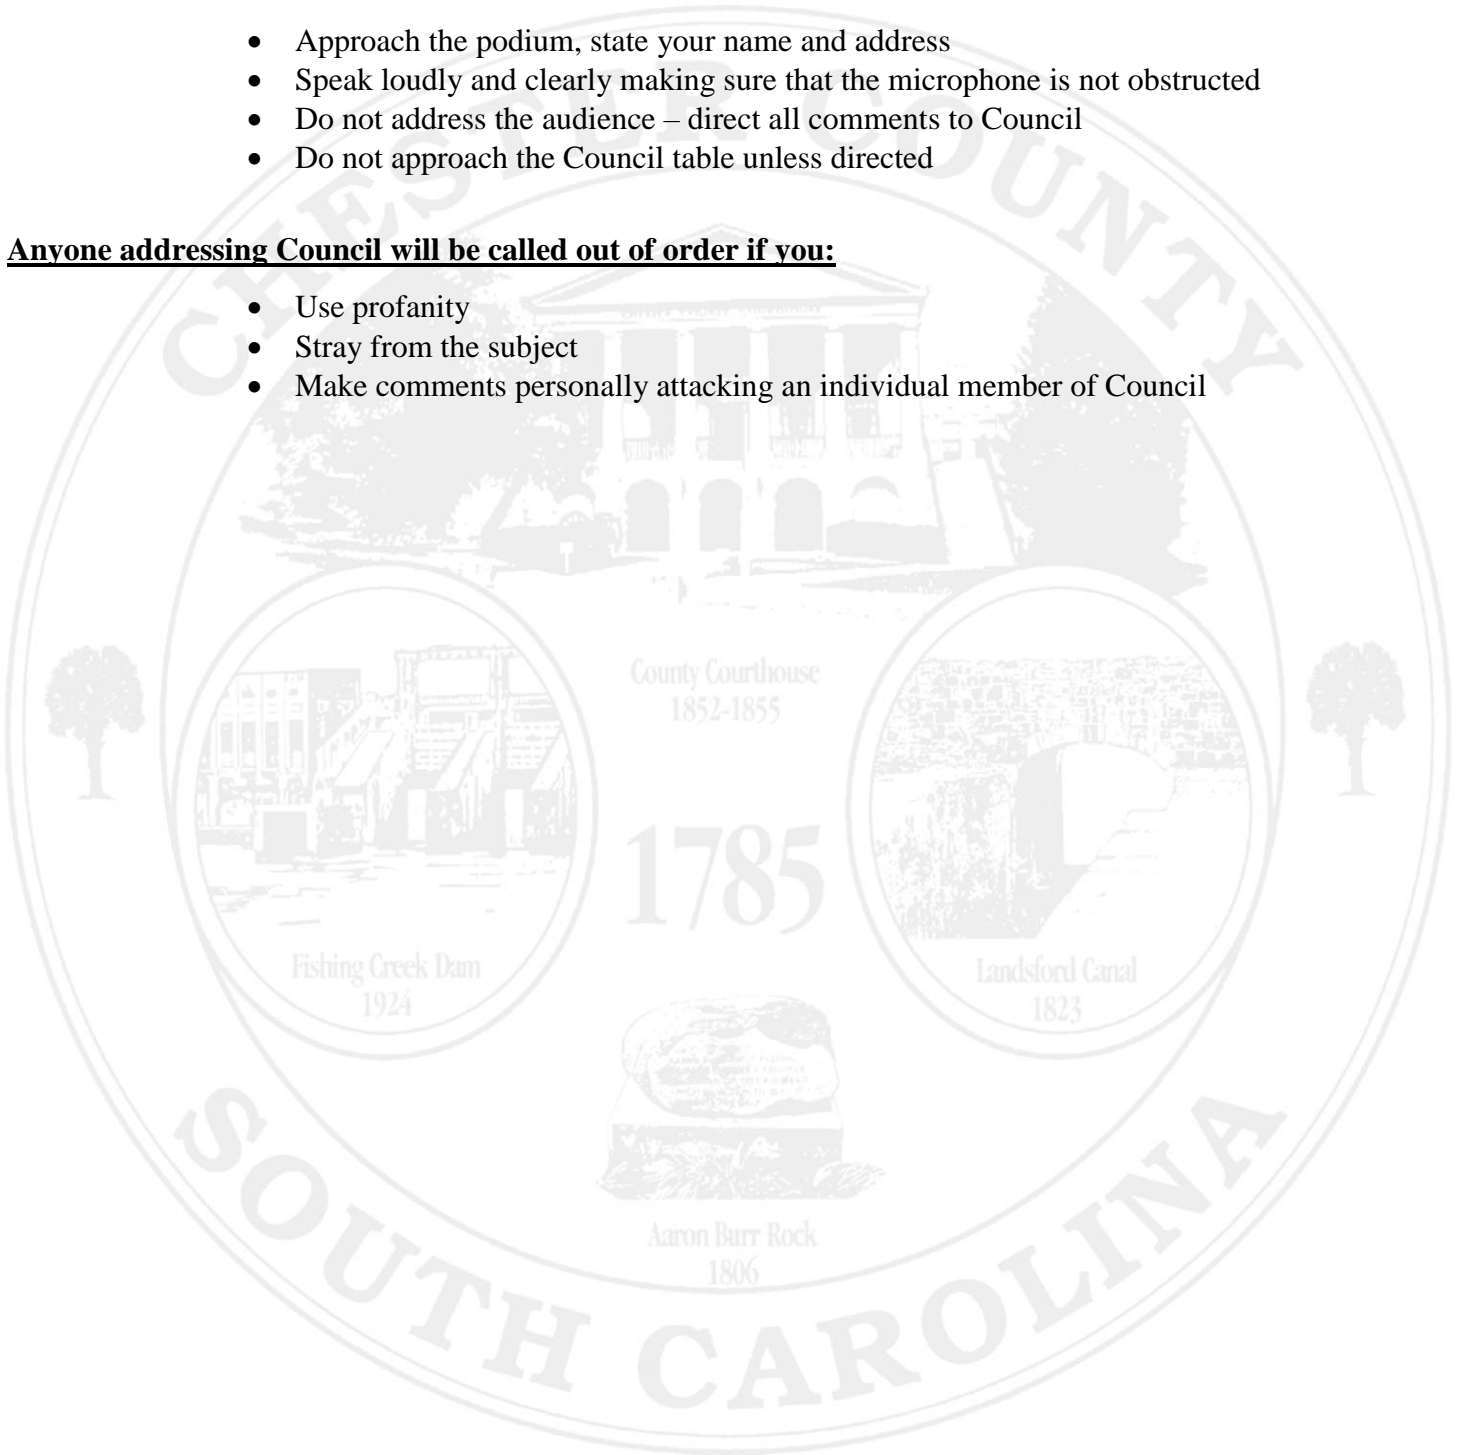 • Approach the podium, state your name and address
• Speak loudly and clearly making sure that the microphone is not obstructed
• Do not address the audience – direct all comments to Council
• Do not approach the Council table unless directed
Anyone addressing Council will be called out of order if you:
• Use profanity
• Stray from the subject
• Make comments personally attacking an individual member of Council
CHESTER COUNTY
County Courthouse
1852-1855
1785
Fishing Creek Dam
1924
Landsford Canal
1823
Aaron Burr Rock
1806
SOUTH CAROLINA